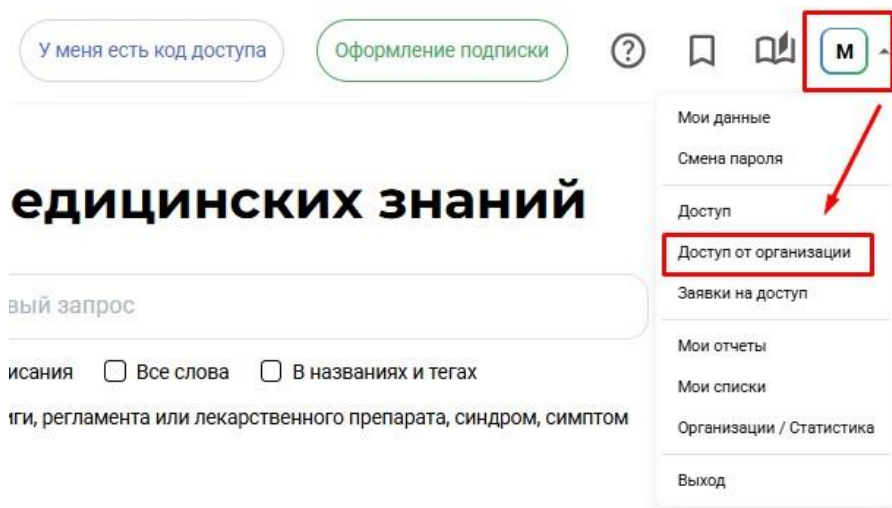 У меня есть код доступа
Оформление подписки
М
Мои данные
Смена пароля
Доступ
Доступ от организации
Заявки на доступ
Мои отчеты
Мои списки
Организации / Статистика
Выход
едицинских знаний
вый запрос
исания Все слова В названиях и тегах
иги, регламента или лекарственного препарата, синдром, симптом